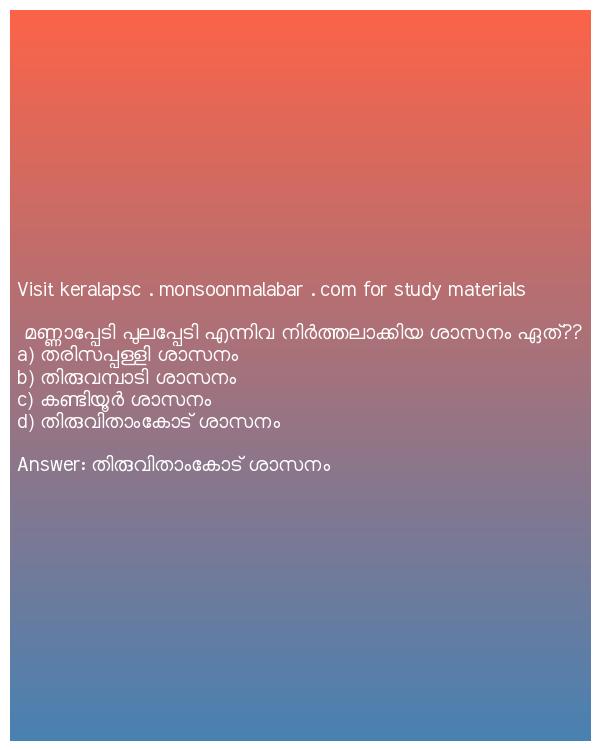 Visit keralapsc . monsoonmalabar . com for study materials
മണ്ണാപ്പേടി പുലപ്പേടി എന്നിവ നിർത്തലാക്കിയ ശാസനം ഏത്??
a) തരിസപ്പള്ളി ശാസനം
b) തിരുവമ്പാടി ശാസനം
c) കണ്ടിയൂർ ശാസനം
d) തിരുവിതാംകോട് ശാസനം
Answer: തിരുവിതാംകോട് ശാസനം